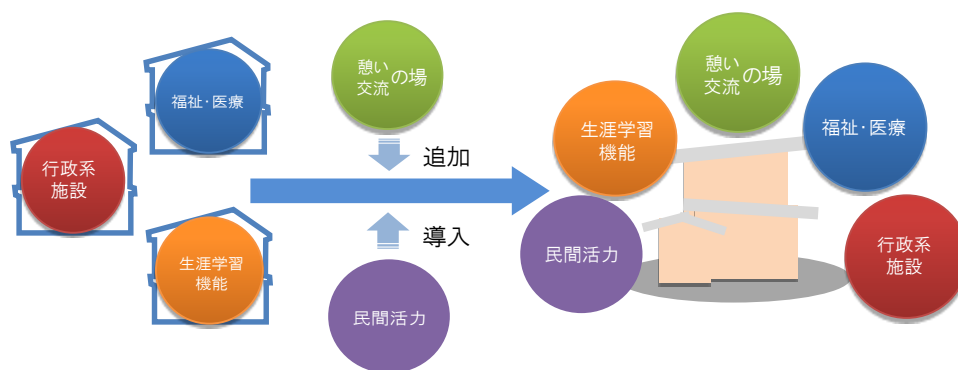 福祉・医療
行政系
施設
生涯学習
機能
憩い
交流
の場
追加
導入
民間活力
憩い
交流
の場
生涯学習
機能
福祉・医療
民間活力
行政系
施設